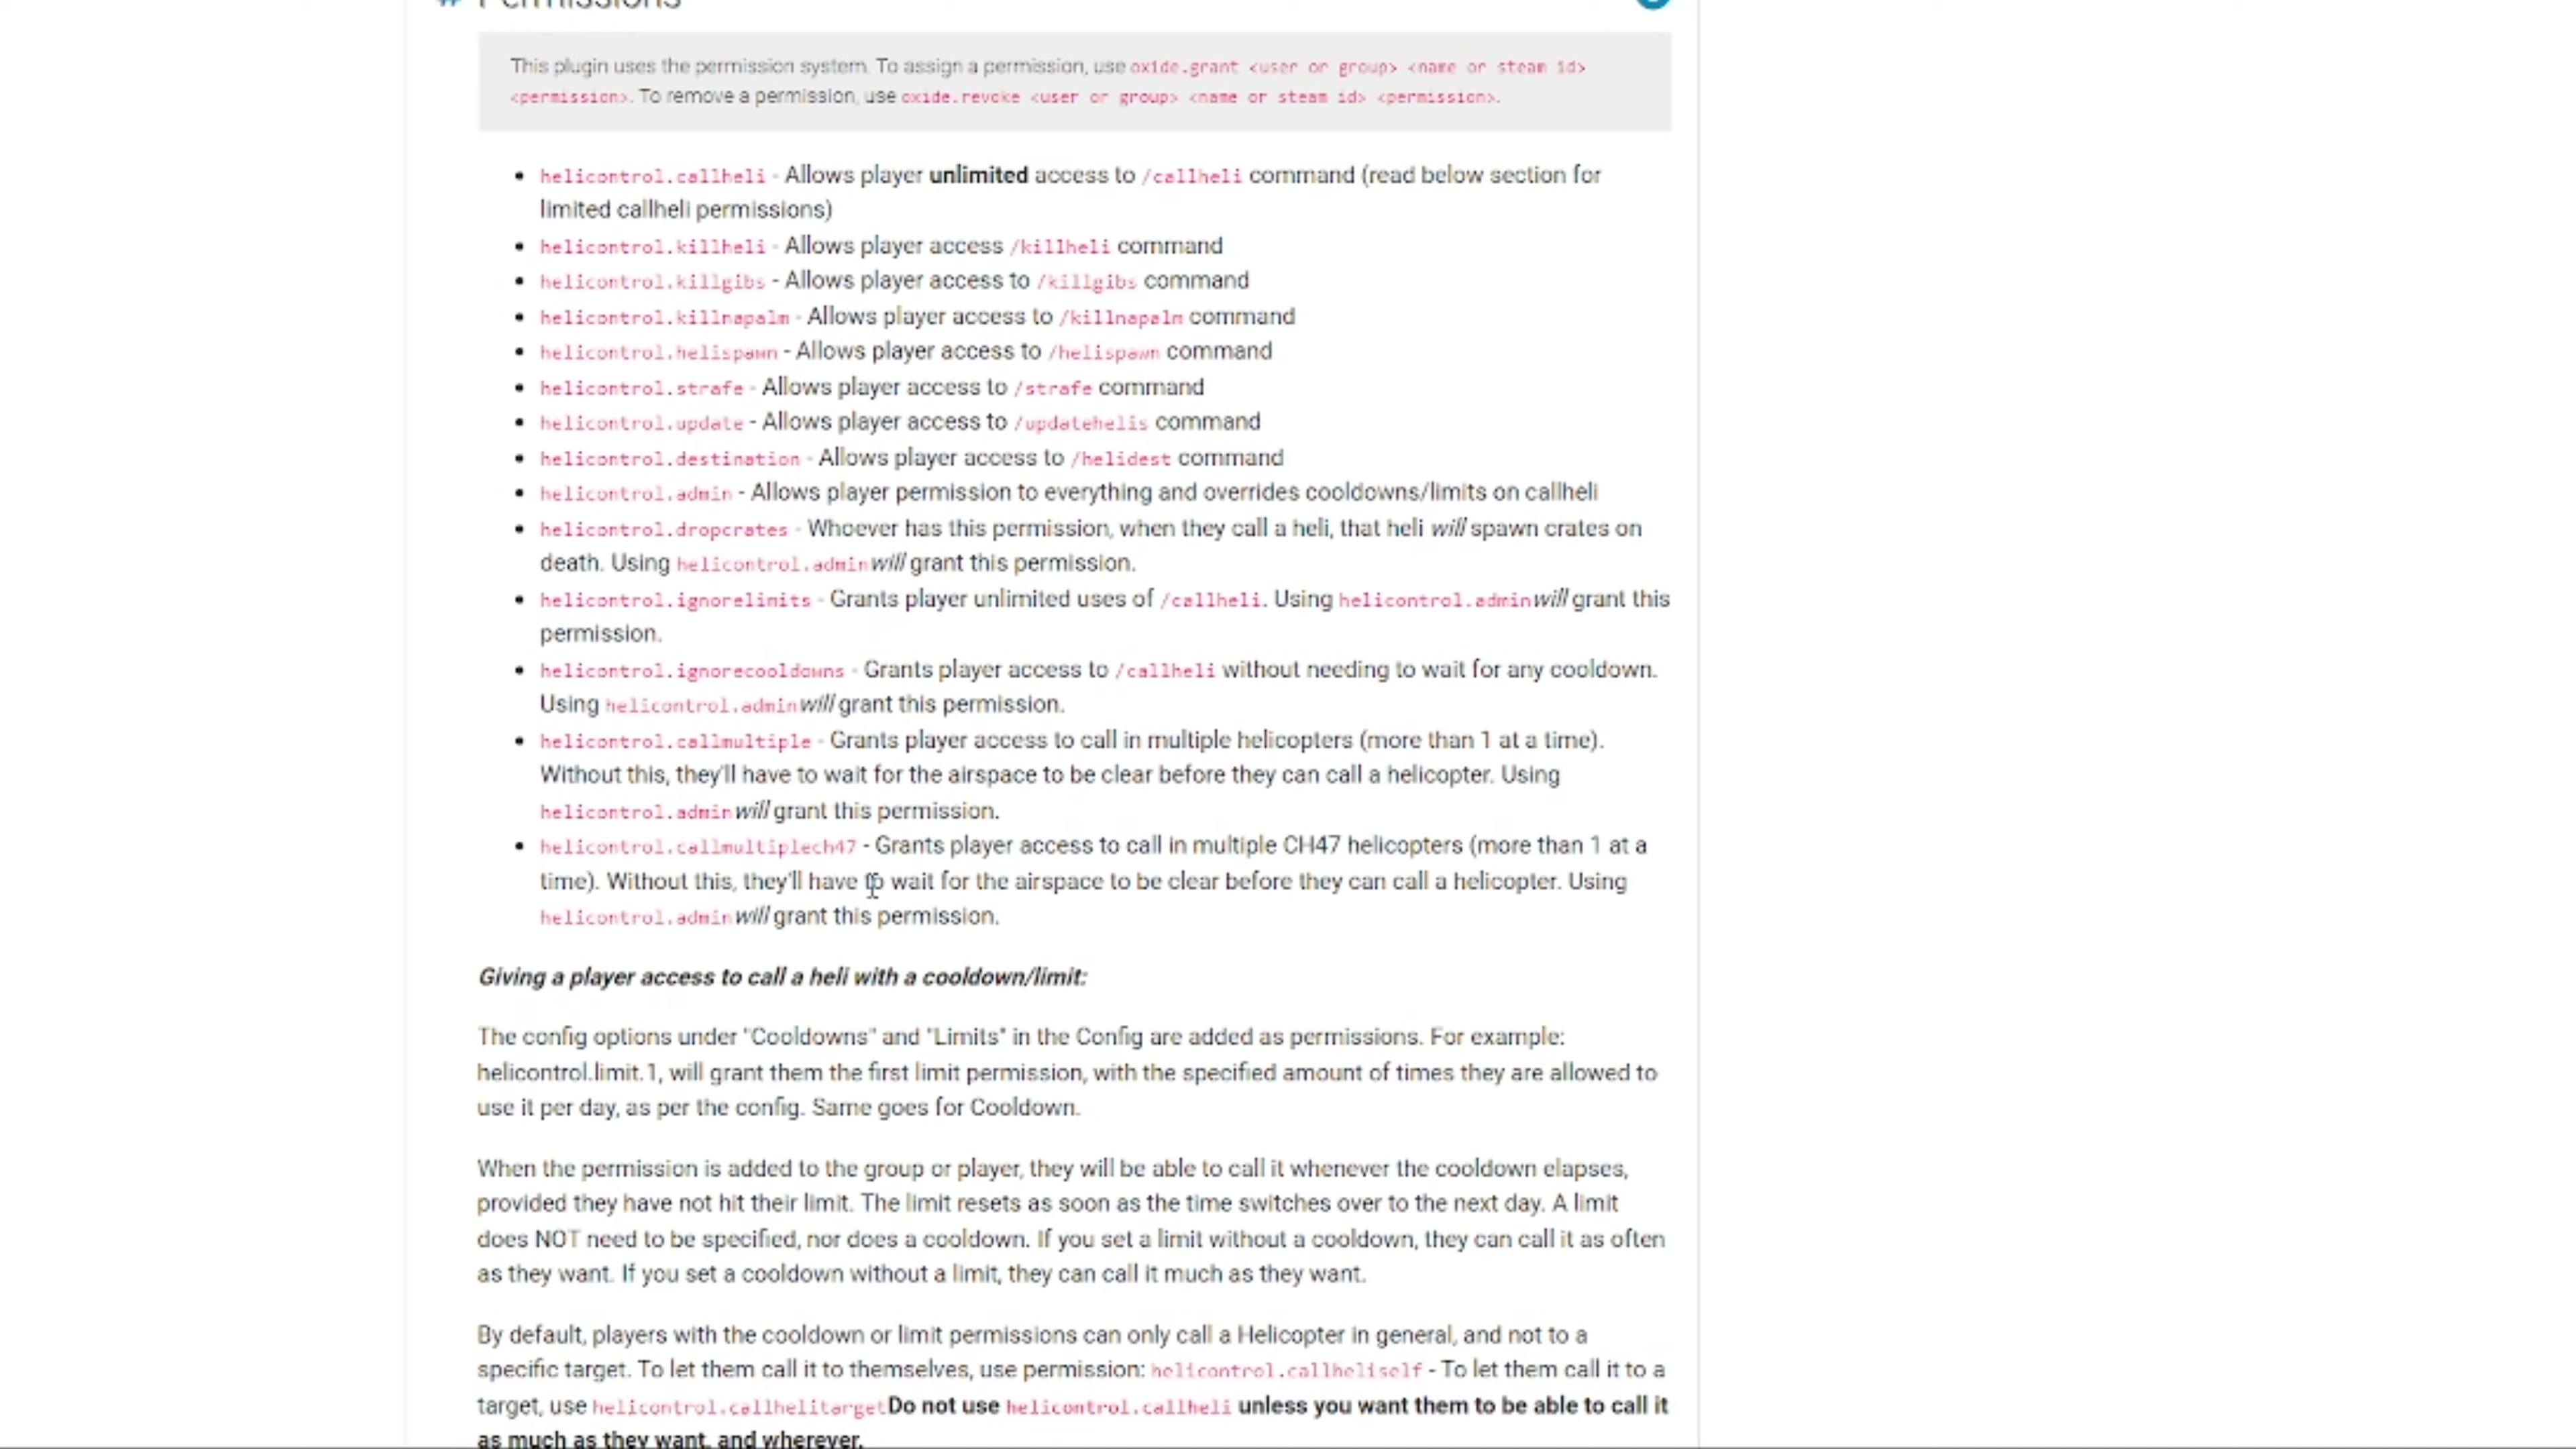 # Permissions
This plugin uses the permission system. To assign a permission, use oxide.grant <user or group> <name or steam id>
<permission>. To remove a permission, use oxide.revoke <user or group> <name or steam id> <permission>.
• helicontrol.callheli - Allows player unlimited access to /callheli command (read below section for
limited callheli permissions)
• helicontrol.killheli - Allows player access /killheli command
• helicontrol.killgibs - Allows player access to /killgibs command
• helicontrol.killnapalm - Allows player access to /killnapalm command
• helicontrol.helispawn - Allows player access to /helispawn command
• helicontrol.strafe - Allows player access to /strafe command
• helicontrol.update - Allows player access to /updatehelis command
• helicontrol.destination - Allows player access to /helidest command
• helicontrol.admin - Allows player permission to everything and overrides cooldowns/limits on callheli
• helicontrol.dropcrates - Whoever has this permission, when they call a heli, that heli will spawn crates on
death. Using helicontrol.admin will grant this permission.
• helicontrol.ignorelimits - Grants player unlimited uses of /callheli. Using helicontrol.admin will grant this
permission.
• helicontrol.ignorecooldowns - Grants player access to /callheli without needing to wait for any cooldown.
Using helicontrol.admin will grant this permission.
• helicontrol.callmultiple - Grants player access to call in multiple helicopters (more than 1 at a time).
Without this, they'll have to wait for the airspace to be clear before they can call a helicopter. Using
helicontrol.admin will grant this permission.
• helicontrol.callmultiplech47 - Grants player access to call in multiple CH47 helicopters (more than 1 at a
time). Without this, they'll have to wait for the airspace to be clear before they can call a helicopter. Using
helicontrol.admin will grant this permission.
Giving a player access to call a heli with a cooldown/limit:
The config options under "Cooldowns" and "Limits" in the Config are added as permissions. For example:
helicontrol.limit.1, will grant them the first limit permission, with the specified amount of times they are allowed to
use it per day, as per the config. Same goes for Cooldown.
When the permission is added to the group or player, they will be able to call it whenever the cooldown elapses,
provided they have not hit their limit. The limit resets as soon as the time switches over to the next day. A limit
does NOT need to be specified, nor does a cooldown. If you set a limit without a cooldown, they can call it as often
as they want. If you set a cooldown without a limit, they can call it much as they want.
By default, players with the cooldown or limit permissions can only call a Helicopter in general, and not to a
specific target. To let them call it to themselves, use permission: helicontrol.callheliself - To let them call it to a
target, use helicontrol.callhelitarget Do not use helicontrol.callheli unless you want them to be able to call it
as much as they want, and wherever.